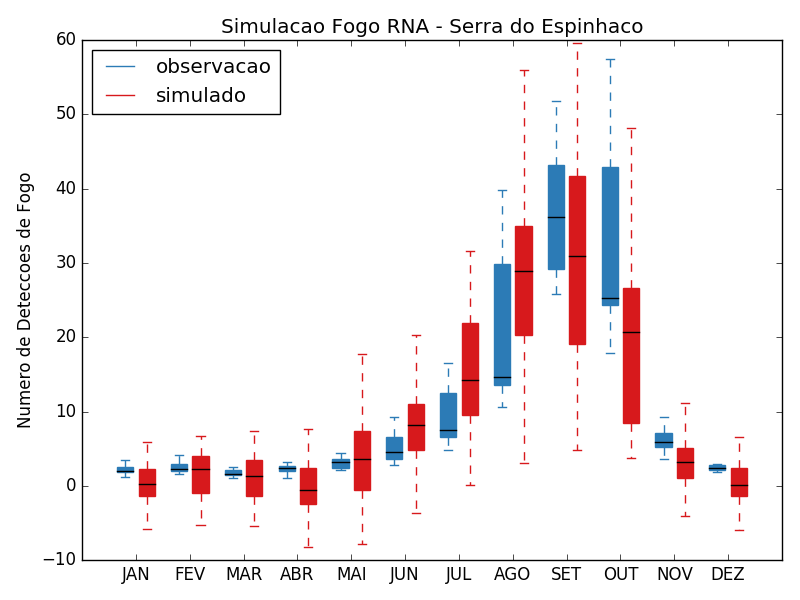 Simulacao Fogo RNA - Serra do Espinhaco
observacao
simulado
Numero de Deteccoes de Fogo
60
50
40
30
20
10
0
−10
JAN FEV MAR ABR MAI JUN JUL AGO SET OUT NOV DEZ